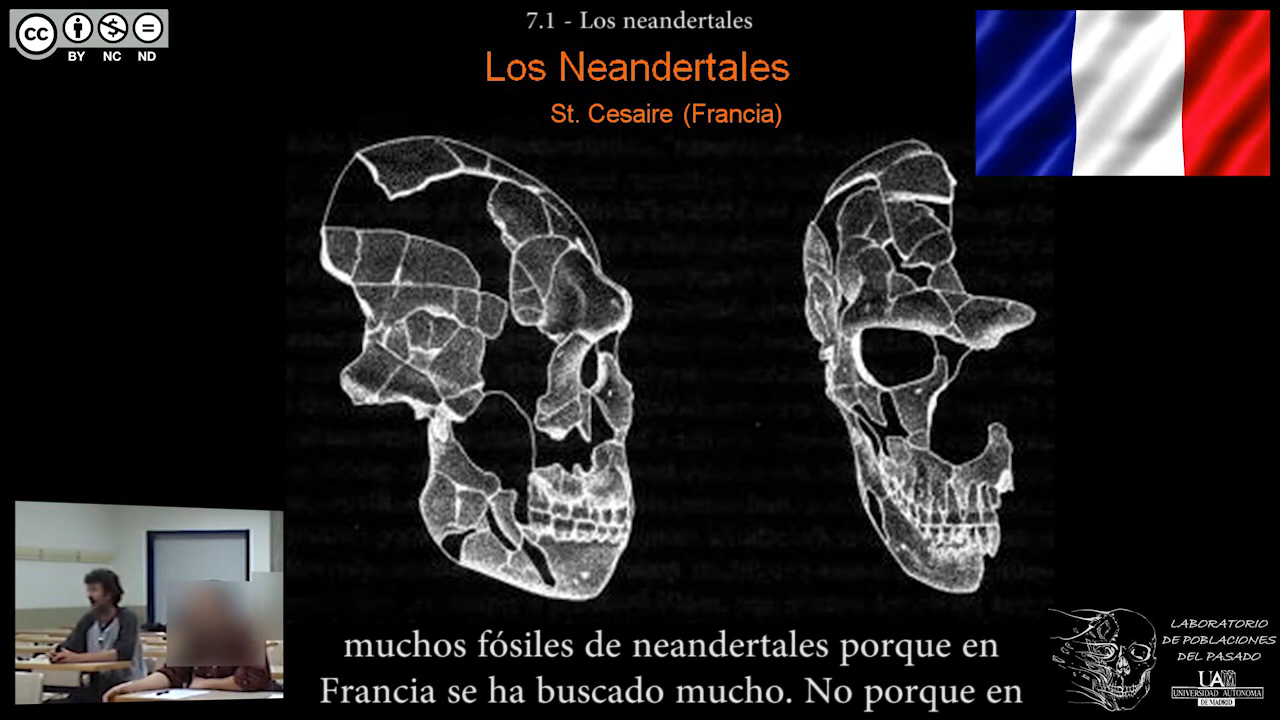 7.1 - Los neandertales
cc
BY NC ND
Los Neandertales
St. Cesaire (Francia)
muchos fósiles de neandertales porque en
Francia se ha buscado mucho. No porque en
LABORATORIO
DE POBLACIONES
DEL PASADO
UAM
UNIVERSIDAD AUTONOMA
DE MADRID